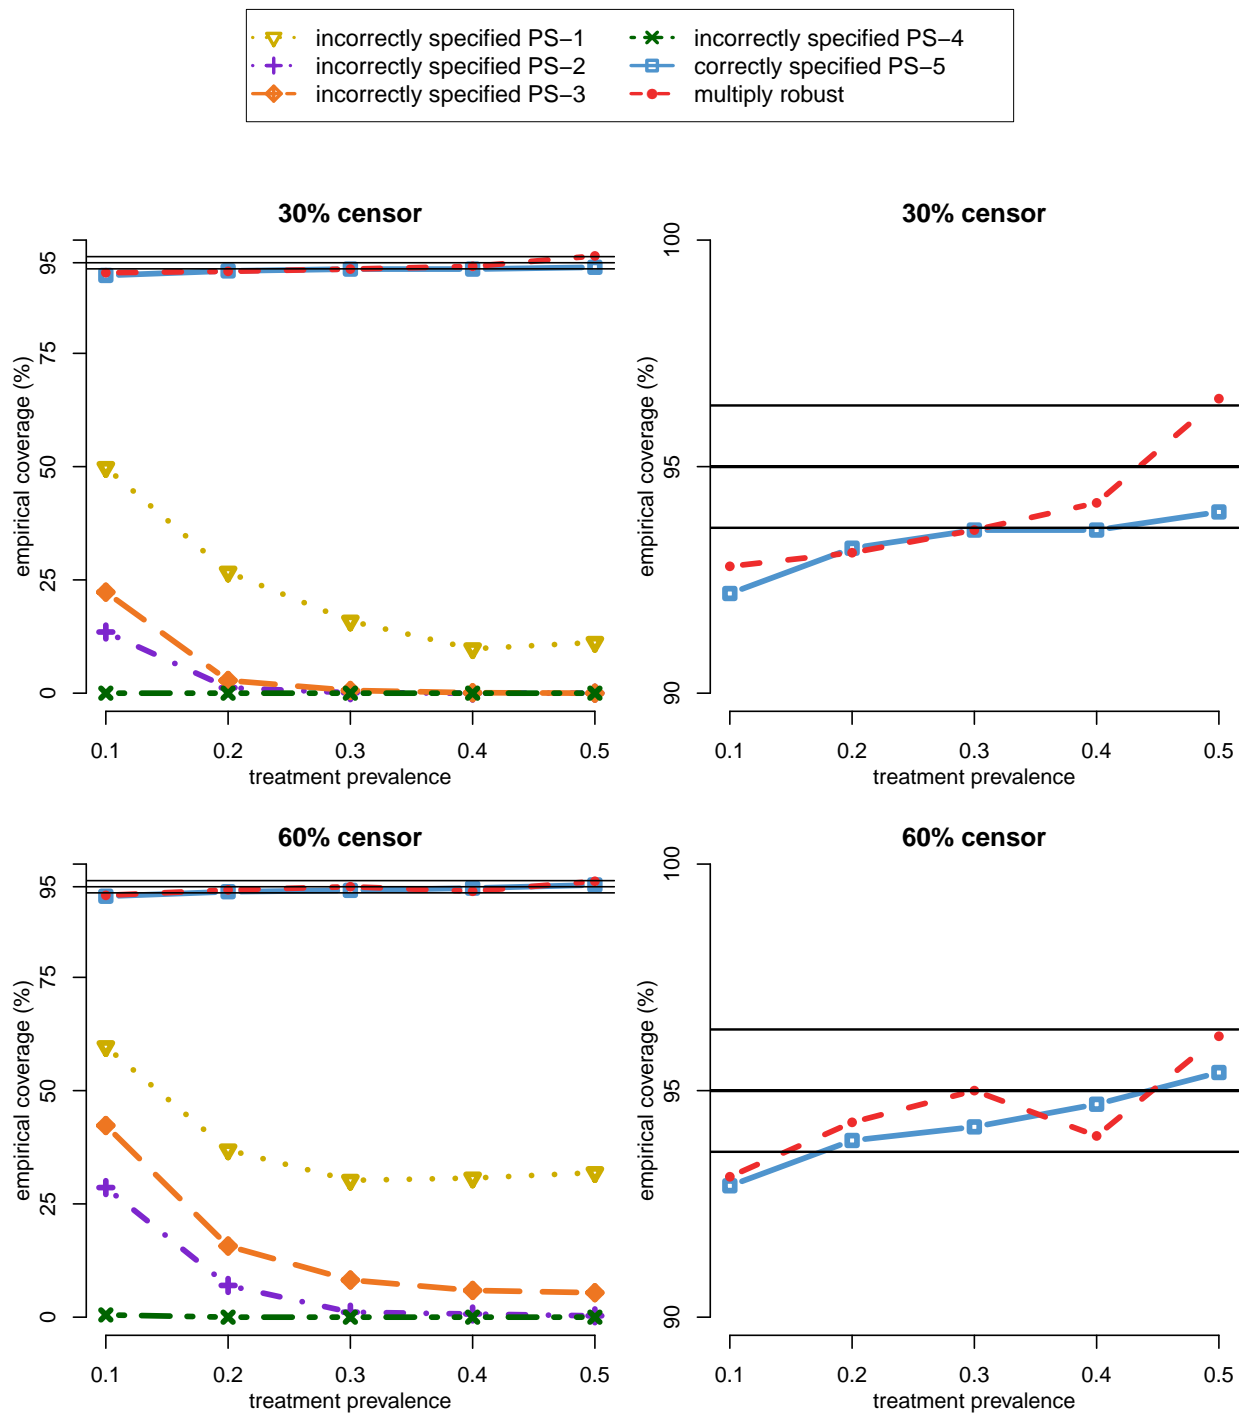 incorrectly specified PS−1
incorrectly specified PS−2
incorrectly specified PS−3
incorrectly specified PS−4
correctly specified PS−5
multiply robust
30% censor
empirical coverage (%)
95
75
50
25
0
0.1 0.2 0.3 0.4 0.5
treatment prevalence
30% censor
empirical coverage (%)
100
95
90
0.1 0.2 0.3 0.4 0.5
treatment prevalence
60% censor
empirical coverage (%)
95
75
50
25
0
0.1 0.2 0.3 0.4 0.5
treatment prevalence
60% censor
empirical coverage (%)
100
95
90
0.1 0.2 0.3 0.4 0.5
treatment prevalence